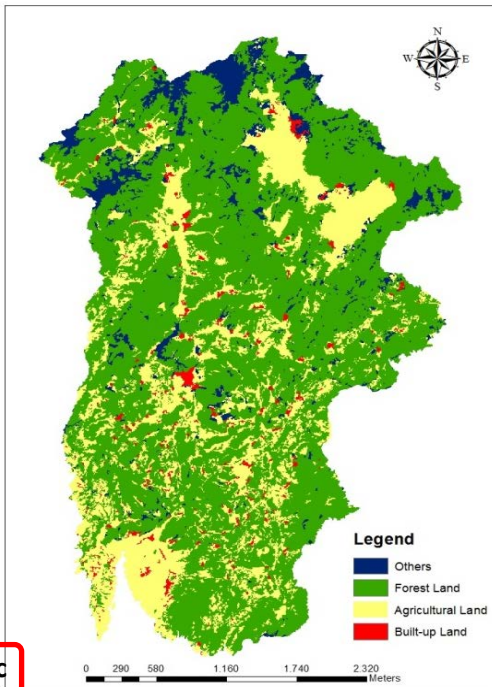 N
W E
S
Legend
Others
Forest Land
Agricultural Land
Built-up Land
0 290 580 1.160 1.740 2.320
Meters
c